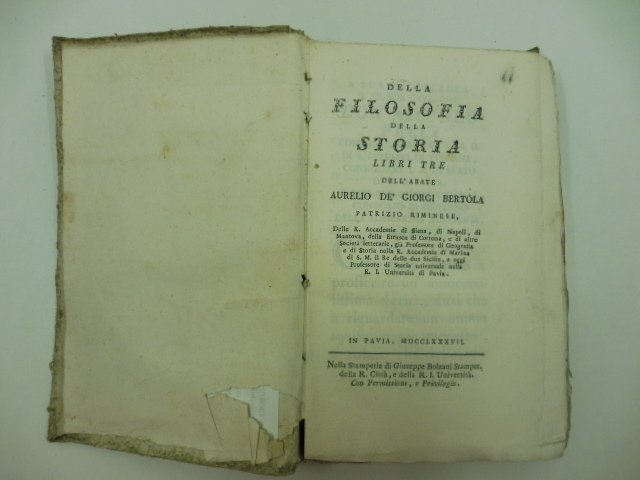 DELLA
FILOSOFIA
DELLA
STORIA
LIBRI TRE
DELL'ABATE
AURELIO DE' GIORGI BERTÓLA
PATRIZIO RIMINESE,
Delle R. Accademie di Siena, di Napoli, di
Mantova, della Etrusca di Cortona, e di altre
Società letterarie, già Professore di Geografia
e di Storia nella R. Accademia di Marina
di S. M. il Re delle due Sicilie, e oggi
Professore di Storia universale nella
R. I. Università di Pavia.
IN PAVIA, MDCCLXXXVII.
Nella Stamperia di Giuseppe Bolzani Stampat.
della R. Città, e della R. I. Università.
Con Permissione, e Privilegio.